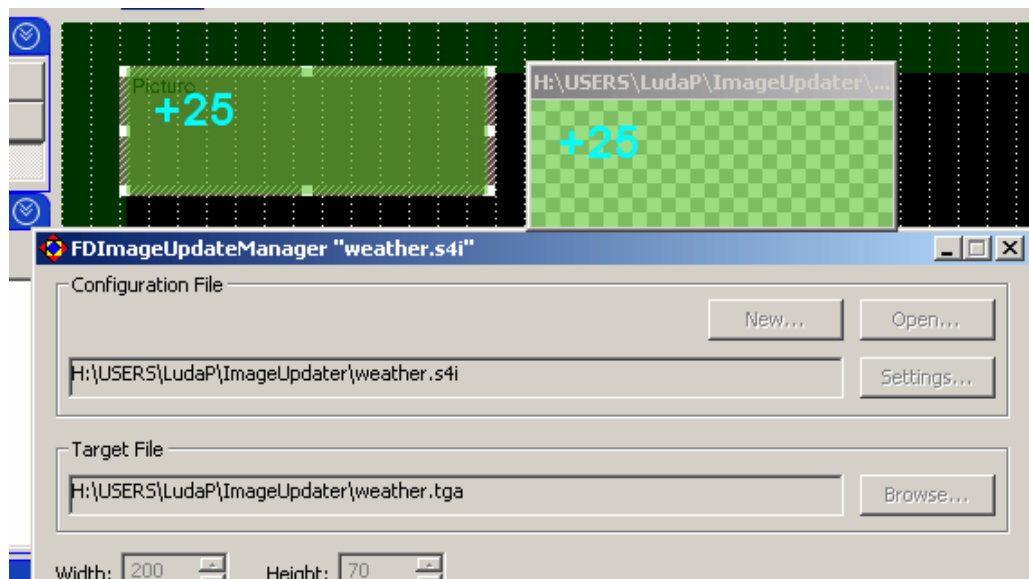 Picture
+25
H:\USERS\LudaP\ImageUpdater\...
+25
FDImageUpdateManager "weather.s4i"
Configuration File
New...
Open...
H:\USERS\LudaP\ImageUpdater\weather.s4i
Settings...
Target File
H:\USERS\LudaP\ImageUpdater\weather.tga
Browse...
Width: 200 Height: 70